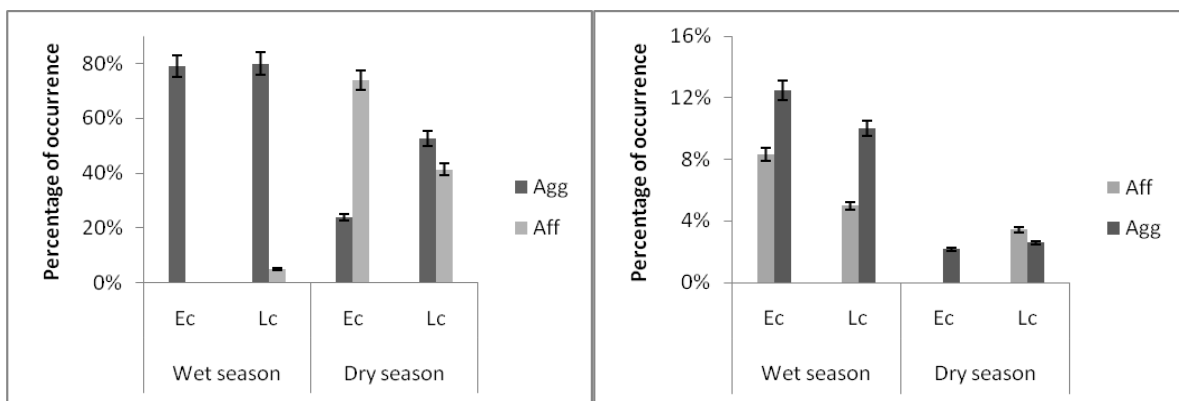 Percentage of occurrence
80%
60%
40%
20%
0%
Ec Lc Ec Lc
Wet season Dry season
Agg
Aff
Percentage of occurrence
16%
12%
8%
4%
0%
Ec Lc Ec Lc
Wet season Dry season
Aff
Agg